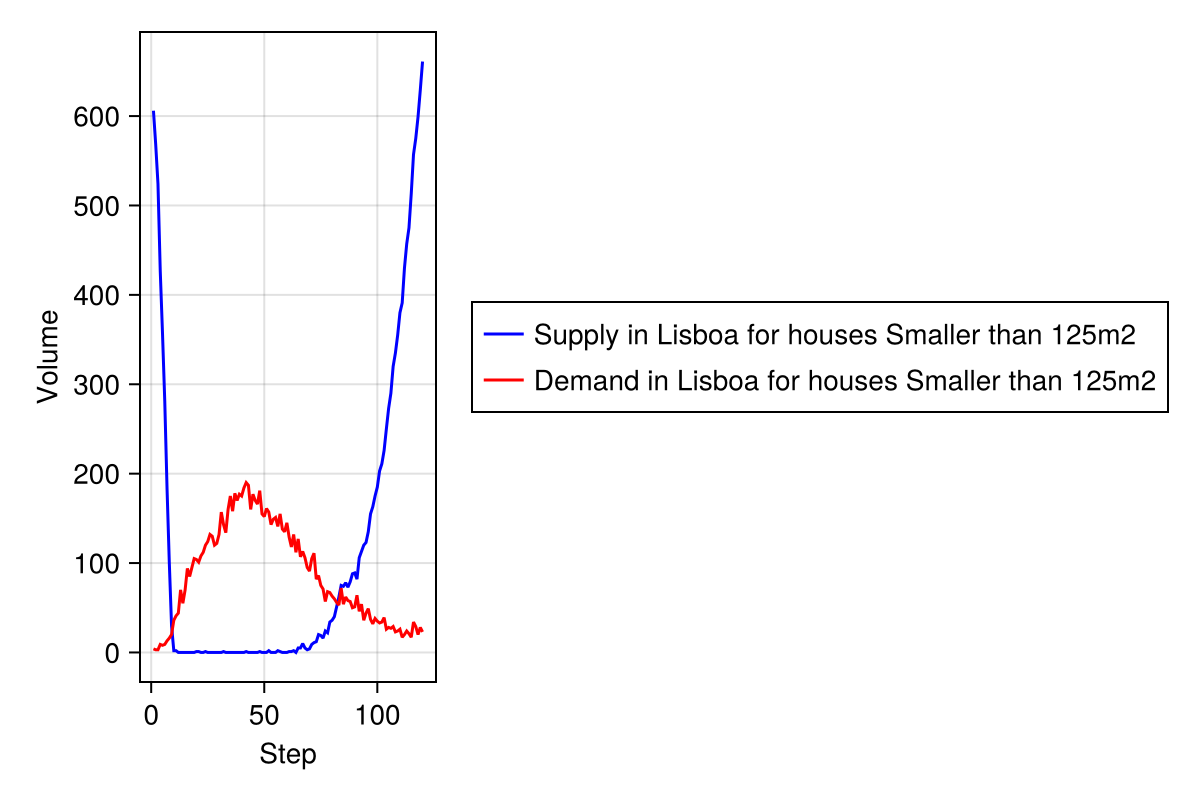 600
500
400
300
200
100
0
Volume
0 50 100
Step
Supply in Lisboa for houses Smaller than 125m2
Demand in Lisboa for houses Smaller than 125m2